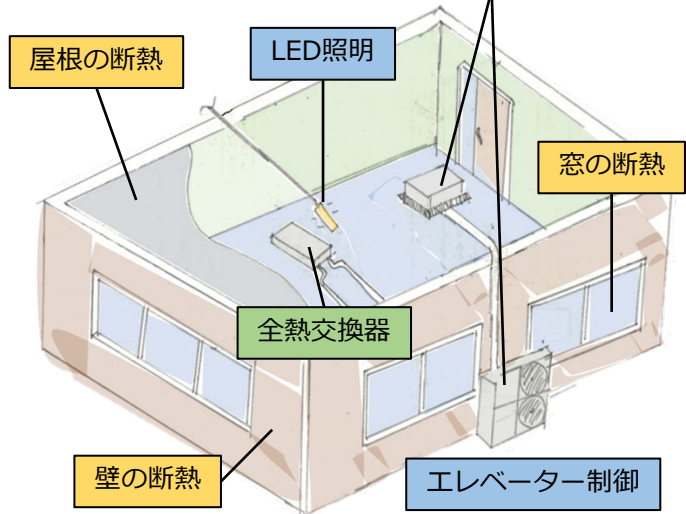 屋根の断熱
LED照明
窓の断熱
全熱交換器
壁の断熱
エレベーター制御